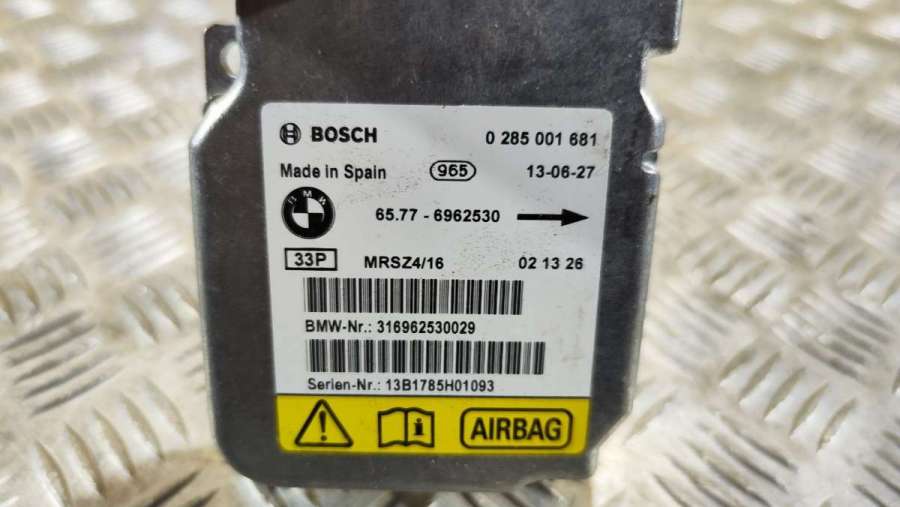 BOSCH 0 285 001 681
Made in Spain 965 13-06-27
BMW
65.77 - 6962530
33P MRSZ4/16 02 13 26
BMW-Nr.: 316962530029
Serien-Nr.: 13B1785H01093
AIRBAG